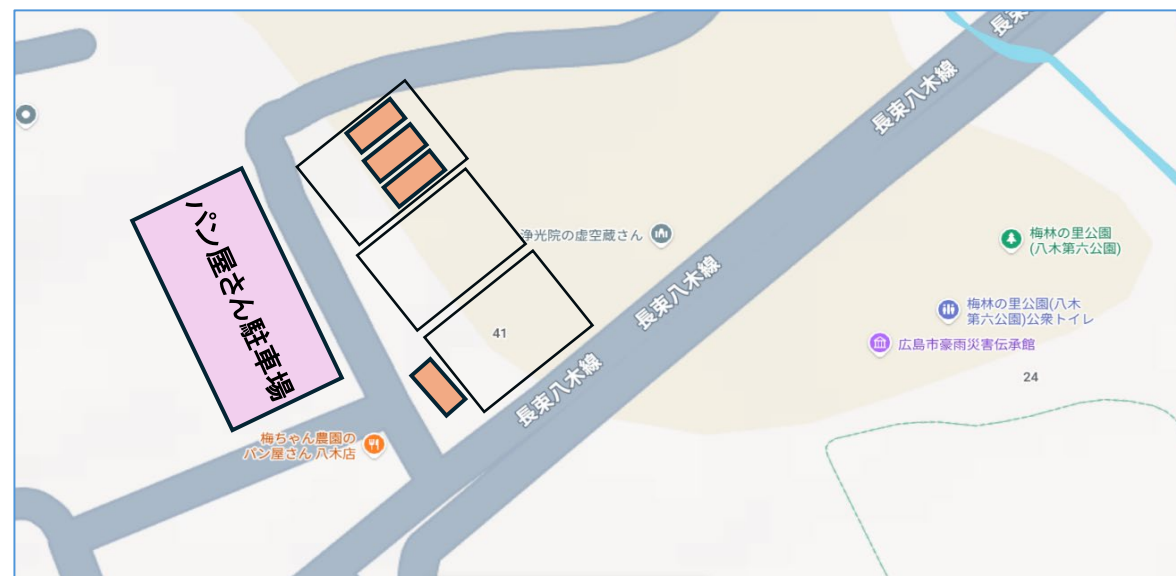 長束
長束八木線
浄光院の虚空蔵さん
梅林の里公園
(八木第六公園)
長束八木線
梅林の里公園(八木
第六公園)公衆トイレ
41
広島市豪雨災害伝承館
24
長束八木線
パン屋さん駐車場
梅ちゃん農園の
パン屋さん 八木店